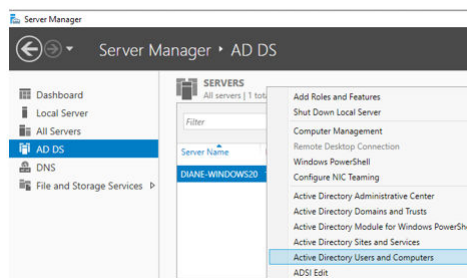 Server Manager
Server Manager • AD DS
Dashboard
Local Server
All Servers
AD DS
DNS
File and Storage Services
SERVERS
All servers | 1
Filter
Server Name
DIANE-WINDOWS20
Add Roles and Features
Shut Down Local Server
Computer Management
Remote Desktop Connection
Windows PowerShell
Configure NIC Teaming
Active Directory Administrative Center
Active Directory Domains and Trusts
Active Directory Module for Windows PowerShe
Active Directory Sites and Services
Active Directory Users and Computers
ADSI Edit